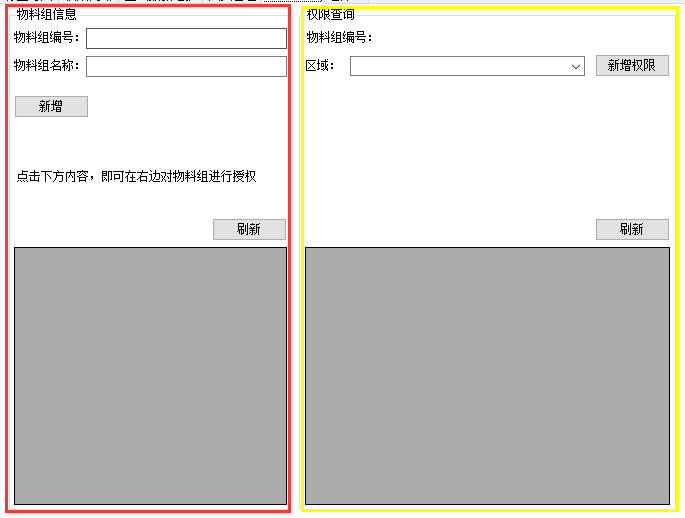 物料组信息
物料组编号：
物料组名称：
新增
点击下方内容，即可在右边对物料组进行授权
刷新
权限查询
物料组编号：
区域：
新增权限
刷新